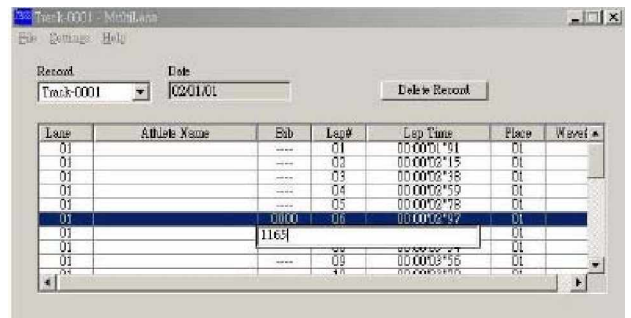 Track-0001 - MultiLane
File Settings Help
Record Date
Track-0001 02/01/01 Delete Record
Lane Athlete Name Bib Lap# Lap Time Place
01 ---- 01 00:00'01"91 01
01 ---- 02 00:00'02"15 01
01 ---- 03 00:00'02"38 01
01 ---- 04 00:00'02"59 01
01 ---- 05 00:00'02"78 01
01 0000 06 00:00'02"97 01
01 01
1165
01 01
01 ---- 09 00:00'03"56 01